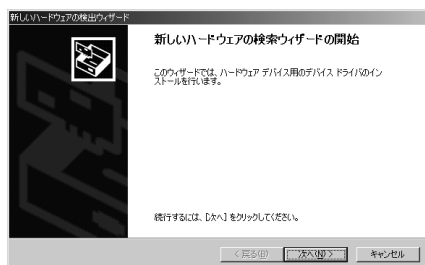 新しいハードウェアの検出ウィザード
新しいハードウェアの検索ウィザードの開始
このウィザードでは、ハードウェア デバイス用のデバイス ドライバのイン
ストールを行います。
続行するには、[次へ] をクリックしてください。
< 戻る(B) 次へ(N) > キャンセル